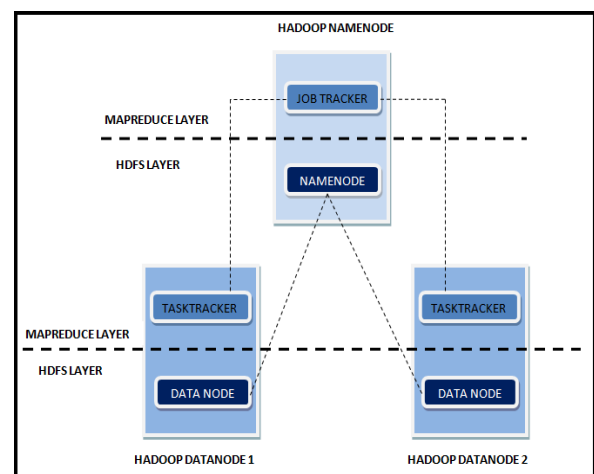 HADOOP NAMENODE
JOB TRACKER
MAPREDUCE LAYER
HDFS LAYER
NAMENODE
TASKTRACKER
TASKTRACKER
MAPREDUCE LAYER
HDFS LAYER
DATA NODE
DATA NODE
HADOOP DATANODE 1
HADOOP DATANODE 2